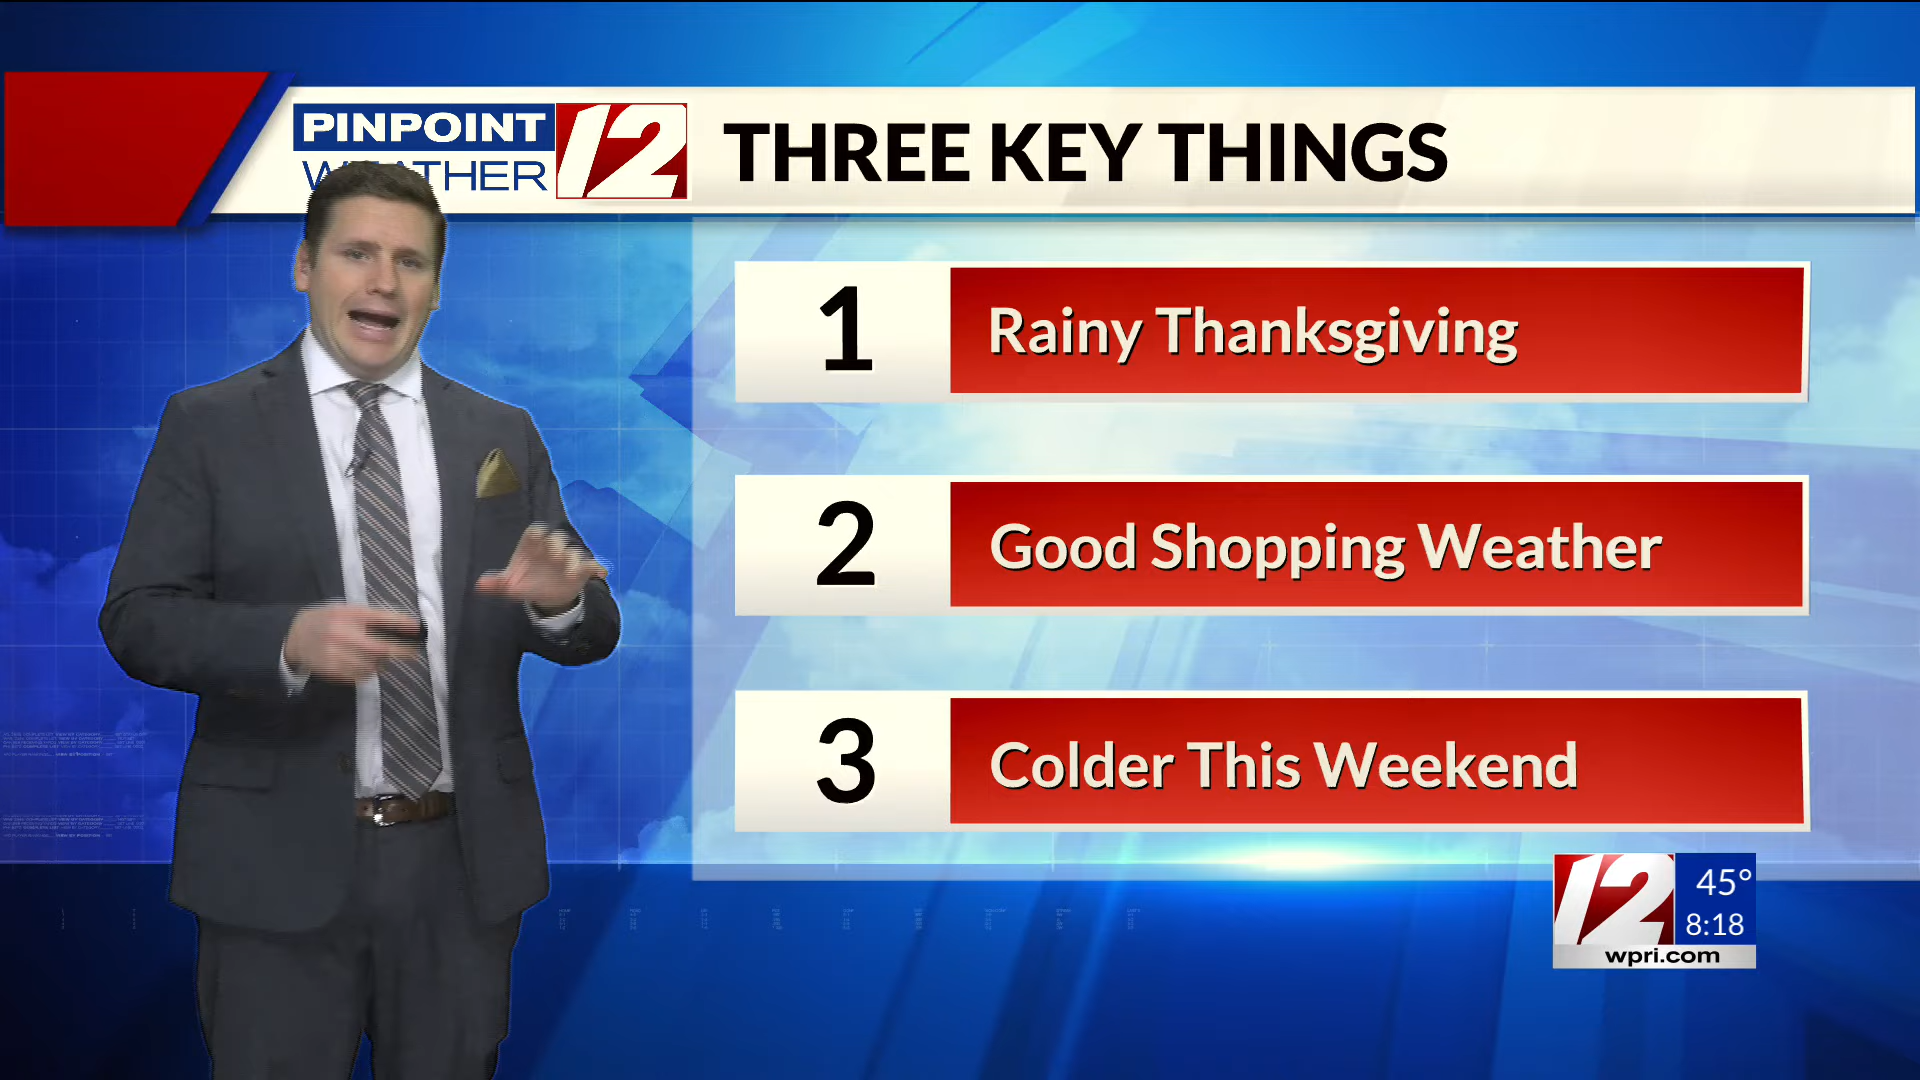 PINPOINT
WEATHER
12
THREE KEY THINGS
1
Rainy Thanksgiving
2
Good Shopping Weather
3
Colder This Weekend
12
45°
8:18
wpri.com